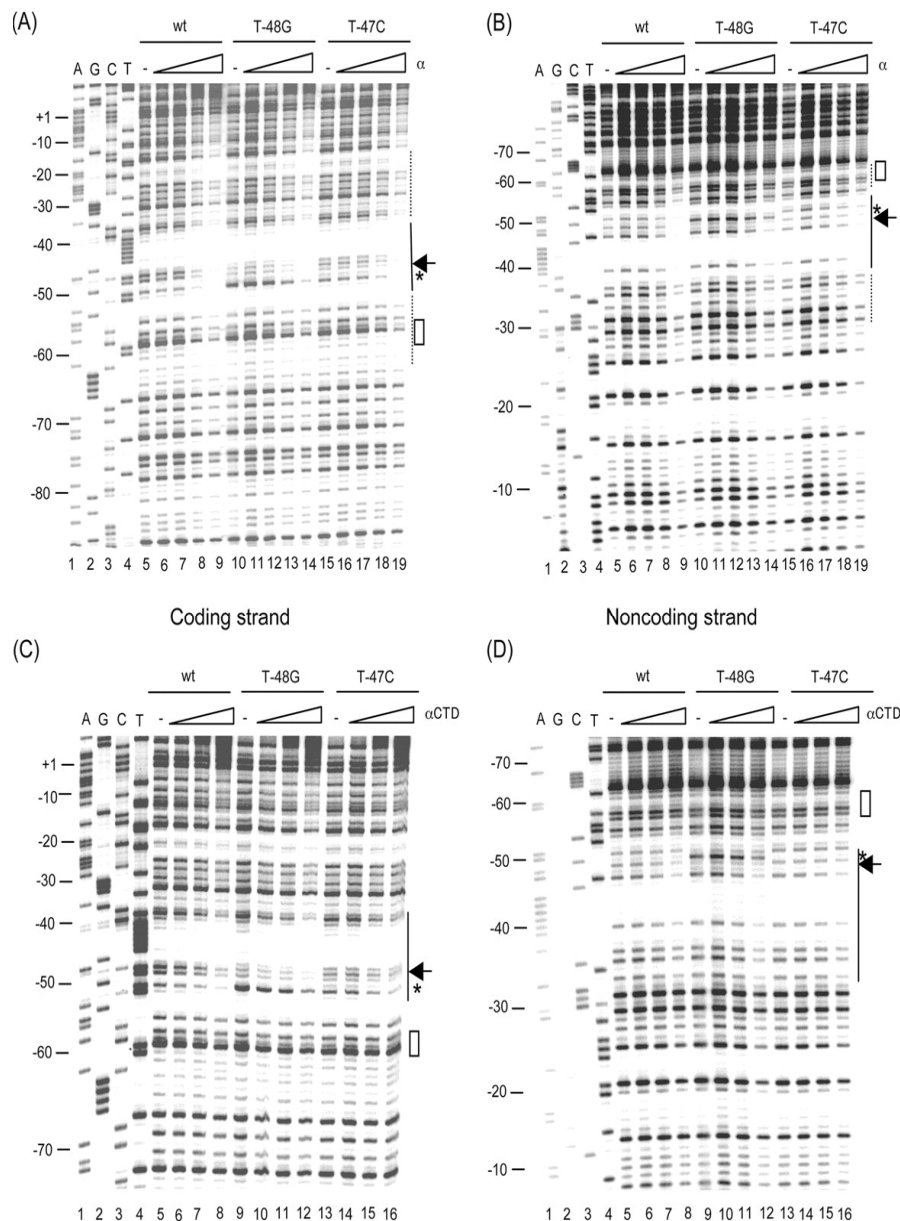 (A)
wt T-48G T-47C
A G C T - - - α
+1
-10
-20
-30
-40
*
-50
-60
-70
-80
1 2 3 4 5 6 7 8 9 10 11 12 13 14 15 16 17 18 19
(B)
wt T-48G T-47C
A G C T - - - α
-70
-60
*
-50
-40
-30
-20
-10
1 2 3 4 5 6 7 8 9 10 11 12 13 14 15 16 17 18 19
Coding strand
Noncoding strand
(C)
wt T-48G T-47C
A G C T - - - αCTD
+1
-10
-20
-30
-40
-50
*
-60
-70
1 2 3 4 5 6 7 8 9 10 11 12 13 14 15 16
(D)
wt T-48G T-47C
A G C T - - - αCTD
-70
-60
*
-50
-40
-30
-20
-10
1 2 3 4 5 6 7 8 9 10 11 12 13 14 15 16